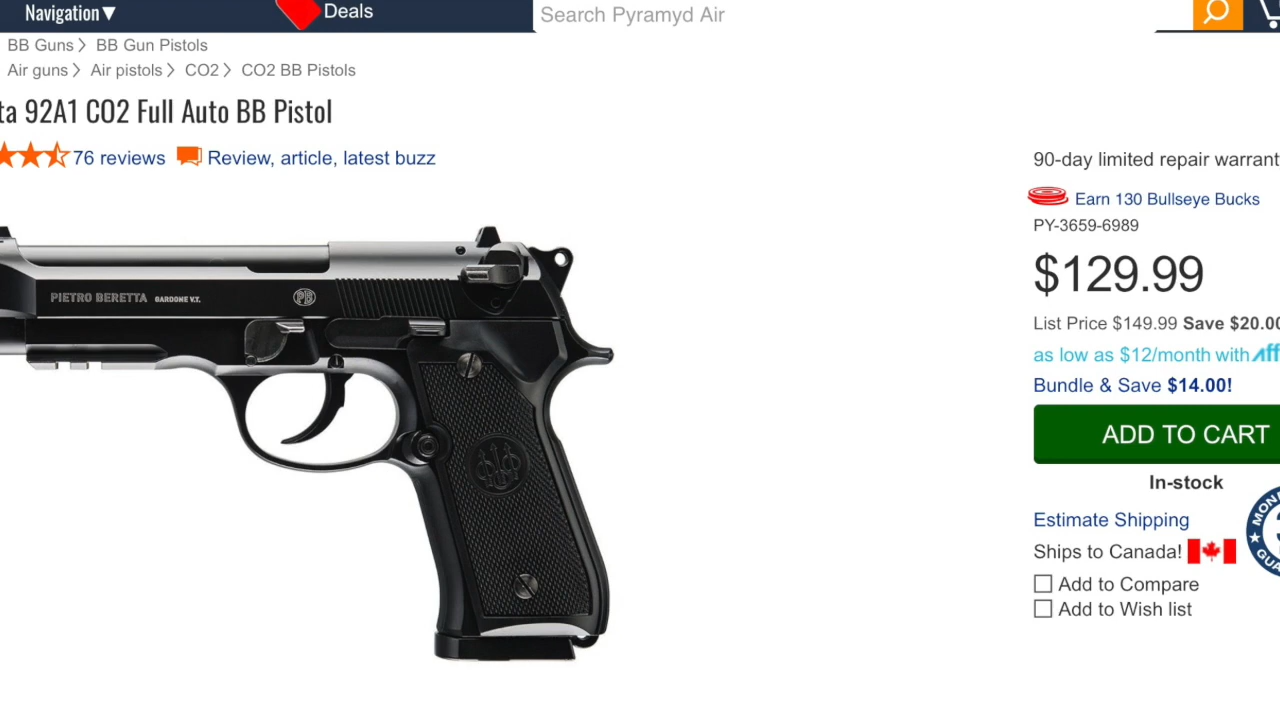 Navigation▼
Deals
Search Pyramyd Air
BB Guns > BB Gun Pistols
Air guns > Air pistols > CO2 > CO2 BB Pistols
ta 92A1 CO2 Full Auto BB Pistol
76 reviews Review, article, latest buzz
PIETRO BERETTA GARDONE V.T.
PB
90-day limited repair warrant
Earn 130 Bullseye Bucks
PY-3659-6989
$129.99
List Price $149.99 Save $20.00
as low as $12/month with Aff
Bundle & Save $14.00!
ADD TO CART
In-stock
Estimate Shipping
Ships to Canada!
Add to Compare
Add to Wish list